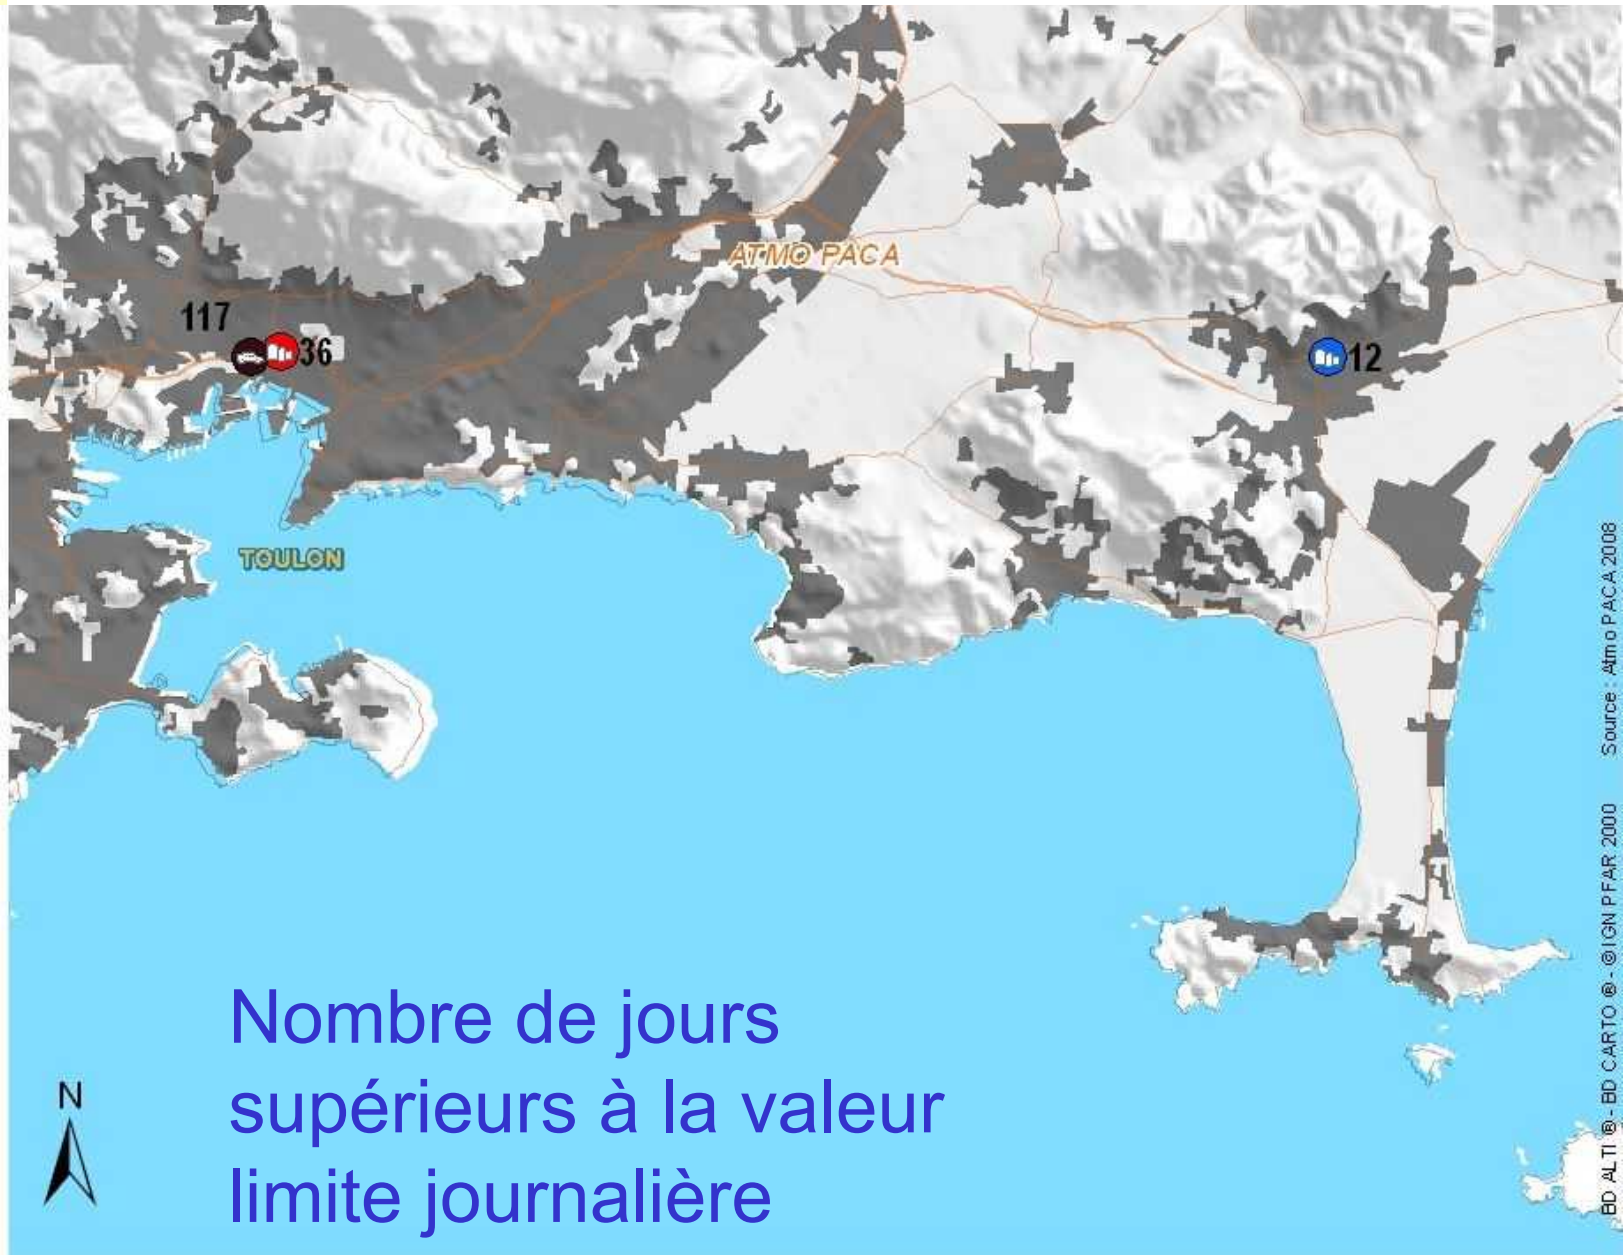 ATMO PACA
117
36
12
TOULON
N
Nombre de jours
supérieurs à la valeur
limite journalière
BD ALTI ® - BD CARTO ® - © IGN PFAR 2000 Source : Atmo PACA 2008